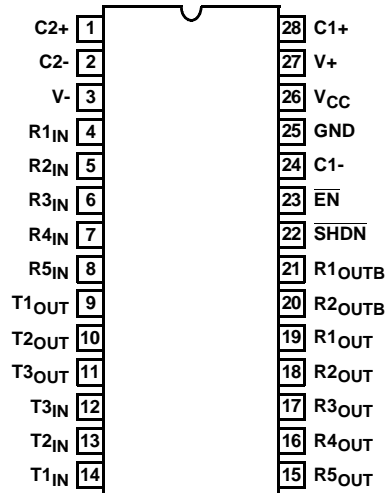 C2+ 1 28 C1+
C2- 2 27 V+
V- 3 26 VCC
R1IN 4 25 GND
R2IN 5 24 C1-
R3IN 6 23 EN
R4IN 7 22 SHDN
R5IN 8 21 R1OUTB
T1OUT 9 20 R2OUTB
T2OUT 10 19 R1OUT
T3OUT 11 18 R2OUT
T3IN 12 17 R3OUT
T2IN 13 16 R4OUT
T1IN 14 15 R5OUT